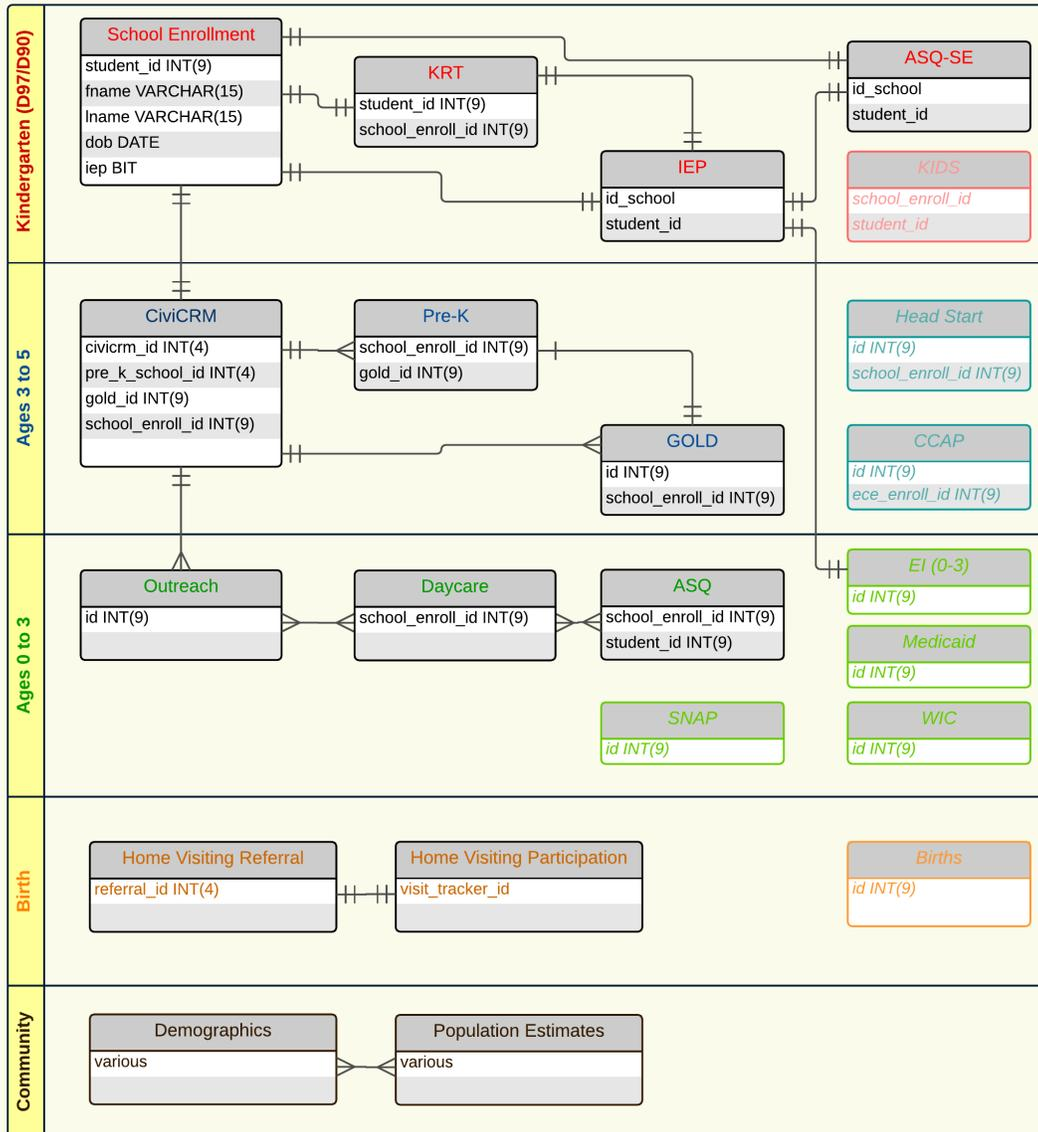 Kindergarten (D97/D90)
School Enrollment
student_id INT(9)
fname VARCHAR(15)
lname VARCHAR(15)
dob DATE
iep BIT
KRT
student_id INT(9)
school_enroll_id INT(9)
ASQ-SE
id_school
student_id
IEP
id_school
student_id
KIDS
school_enroll_id
student_id
Ages 3 to 5
CiviCRM
civicrm_id INT(4)
pre_k_school_id INT(4)
gold_id INT(9)
school_enroll_id INT(9)
Pre-K
school_enroll_id INT(9)
gold_id INT(9)
Head Start
id INT(9)
school_enroll_id INT(9)
GOLD
id INT(9)
school_enroll_id INT(9)
CCAP
id INT(9)
ece_enroll_id INT(9)
Ages 0 to 3
Outreach
id INT(9)
Daycare
school_enroll_id INT(9)
ASQ
school_enroll_id INT(9)
student_id INT(9)
EI (0-3)
id INT(9)
Medicaid
id INT(9)
SNAP
id INT(9)
WIC
id INT(9)
Birth
Home Visiting Referral
referral_id INT(4)
Home Visiting Participation
visit_tracker_id
Births
id INT(9)
Community
Demographics
various
Population Estimates
various